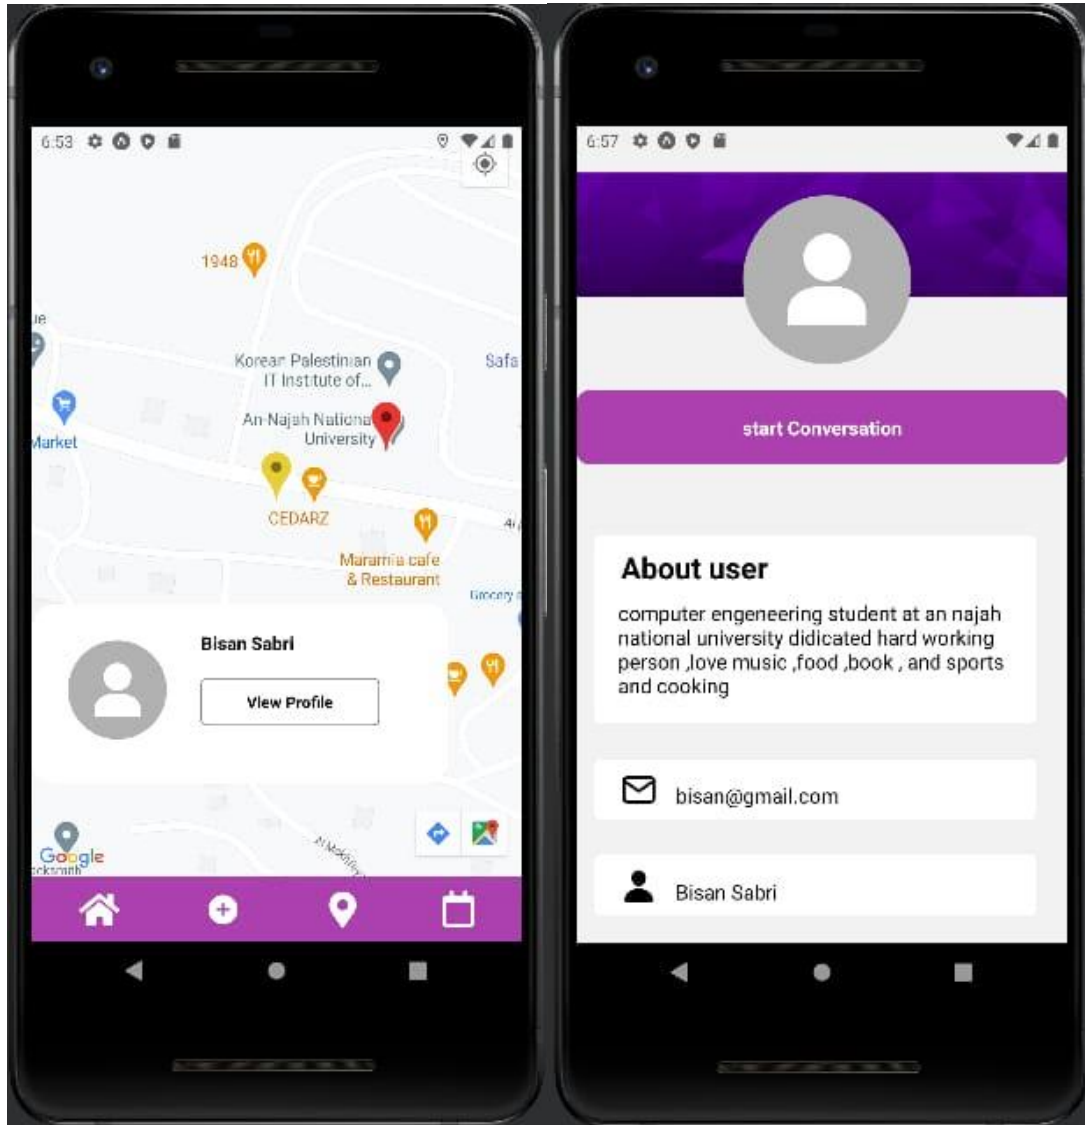 6:53
1948
Korean Palestinian
IT Institute of...
Safa
An-Najah National
University
Market
CEDARZ
Maramia cafe
& Restaurant
Grocery
Bisan Sabri
View Profile
Google
6:57
start Conversation
About user
computer engeneering student at an najah
national university didicated hard working
person ,love music ,food ,book , and sports
and cooking
bisan@gmail.com
Bisan Sabri